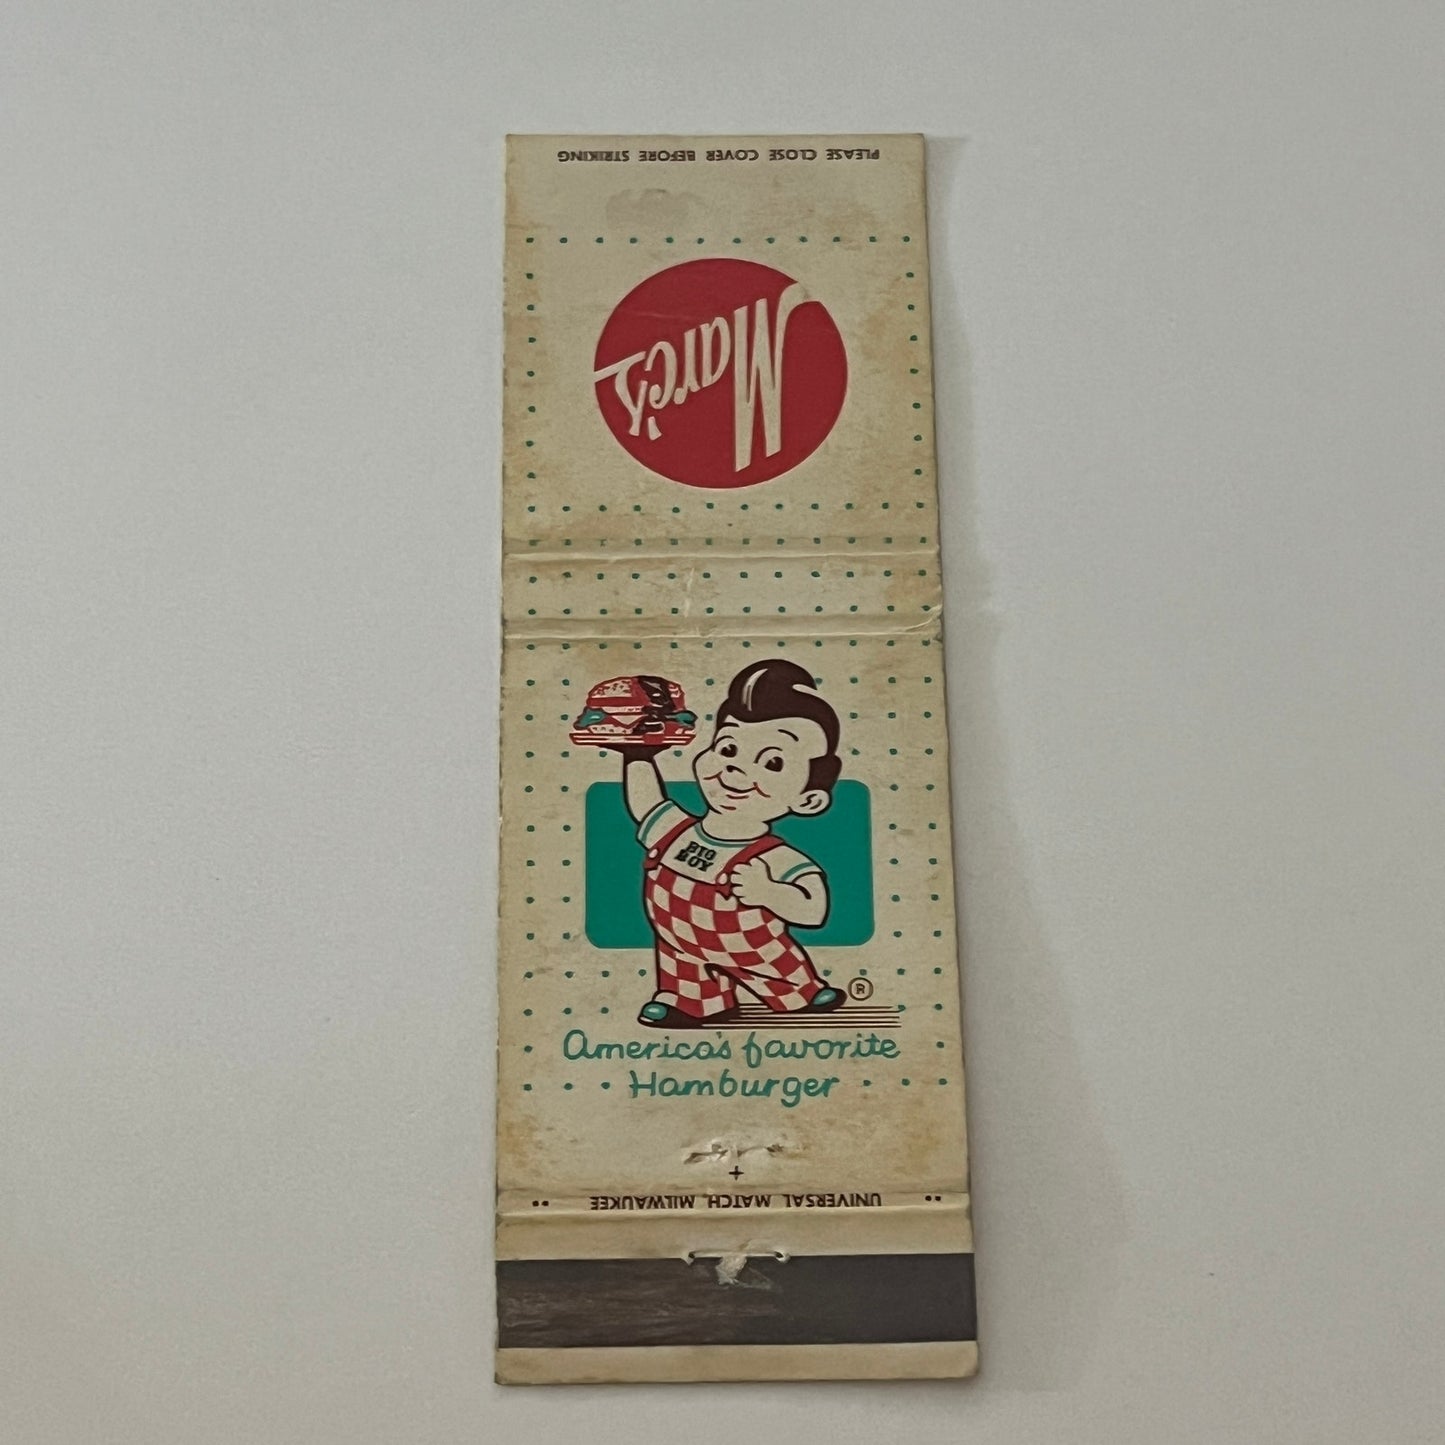 PLEASE CLOSE COVER BEFORE STRIKING
Marc's
BIG
BOY
®
America's favorite
Hamburger
UNIVERSAL MATCH, MILWAUKEE